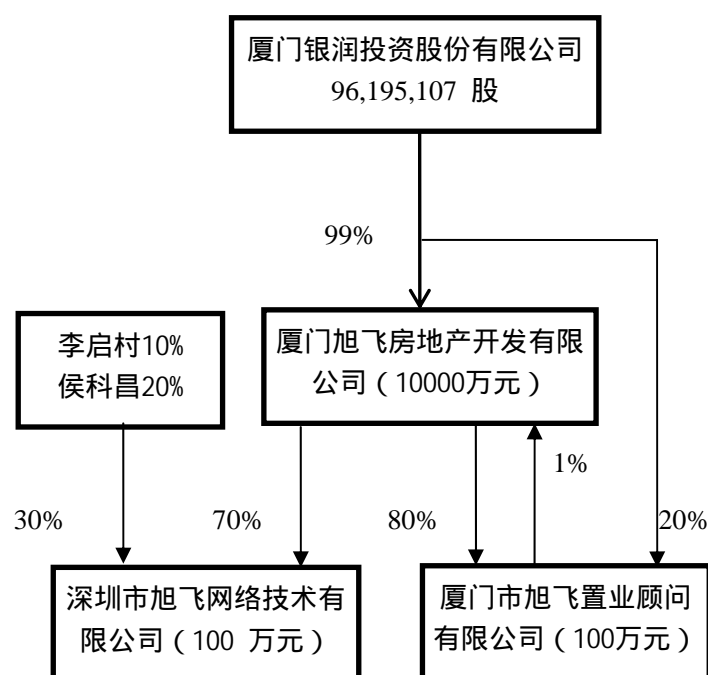 厦门银润投资股份有限公司
96,195,107 股
99%
李启村10%
侯科昌20%
厦门旭飞房地产开发有限
公司（10000万元）
1%
30%
70%
80%
20%
深圳市旭飞网络技术有
限公司（100 万元）
厦门市旭飞置业顾问
有限公司（100万元）